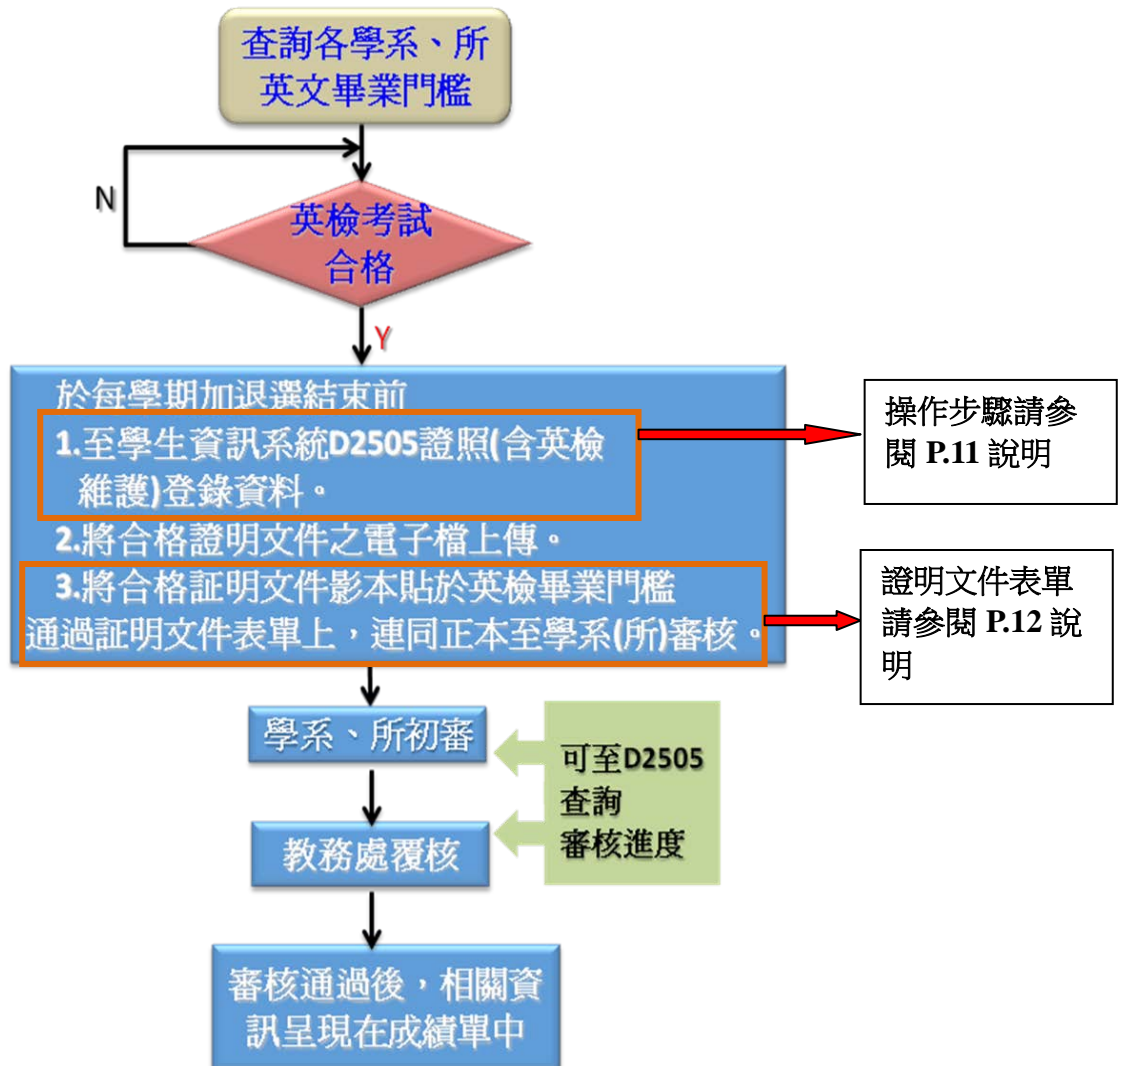 查詢各學系、所
英文畢業門檻
N
英檢考試
合格
Y
於每學期加退選結束前
1.至學生資訊系統D2505證照(含英檢
維護)登錄資料。
2.將合格證明文件之電子檔上傳。
3.將合格証明文件影本貼於英檢畢業門檻
通過証明文件表單上，連同正本至學系(所)審核。
操作步驟請參
閱 P.11 說明
證明文件表單
請參閱 P.12 說
明
學系、所初審
可至D2505
查詢
審核進度
教務處覆核
審核通過後，相關資
訊呈現在成績單中